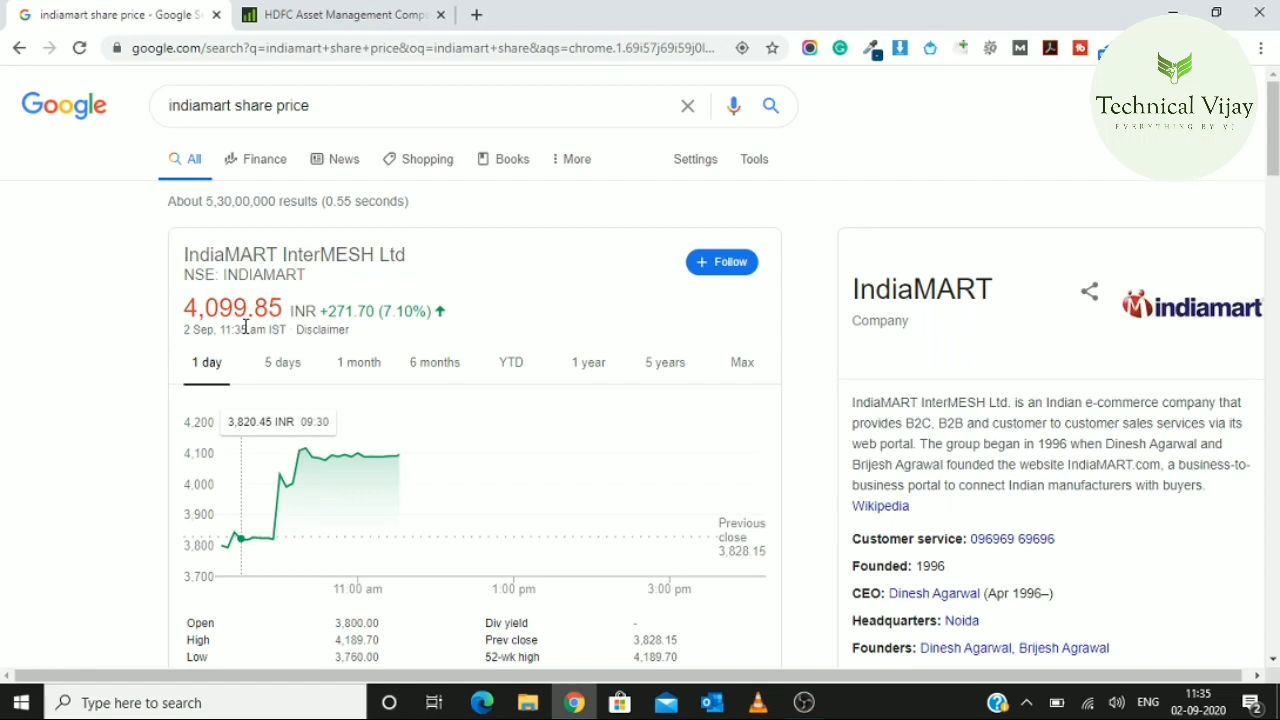 indiamart share price - Google Se
HDFC Asset Management Comp
google.com/search?q=indiamart+share+price&oq=indiamart+share&aqs=chrome.1.69i57j69i59j0l...
Technical Vijay
EVERYTHING BY VJ
Google
indiamart share price
All
Finance
News
Shopping
Books
More
Settings
Tools
About 5,30,00,000 results (0.55 seconds)
IndiaMART InterMESH Ltd
NSE: INDIAMART
4,099.85 INR +271.70 (7.10%)
2 Sep, 11:35 am IST · Disclaimer
+ Follow
1 day 5 days 1 month 6 months YTD 1 year 5 years Max
3,820.45 INR 09:30
4,200
4,100
4,000
3,900
3,800
3,700
Previous
close
3,828.15
11:00 am 1:00 pm 3:00 pm
Open 3,800.00 Div yield -
High 4,189.70 Prev close 3,828.15
Low 3,760.00 52-wk high 4,189.70
IndiaMART
Company
indiamart
IndiaMART InterMESH Ltd. is an Indian e-commerce company that
provides B2C, B2B and customer to customer sales services via its
web portal. The group began in 1996 when Dinesh Agarwal and
Brijesh Agrawal founded the website IndiaMART.com, a business-to-
business portal to connect Indian manufacturers with buyers.
Wikipedia
Customer service: 096969 69696
Founded: 1996
CEO: Dinesh Agarwal (Apr 1996–)
Headquarters: Noida
Founders: Dinesh Agarwal, Brijesh Agrawal
Type here to search
ENG
11:35
02-09-2020
2